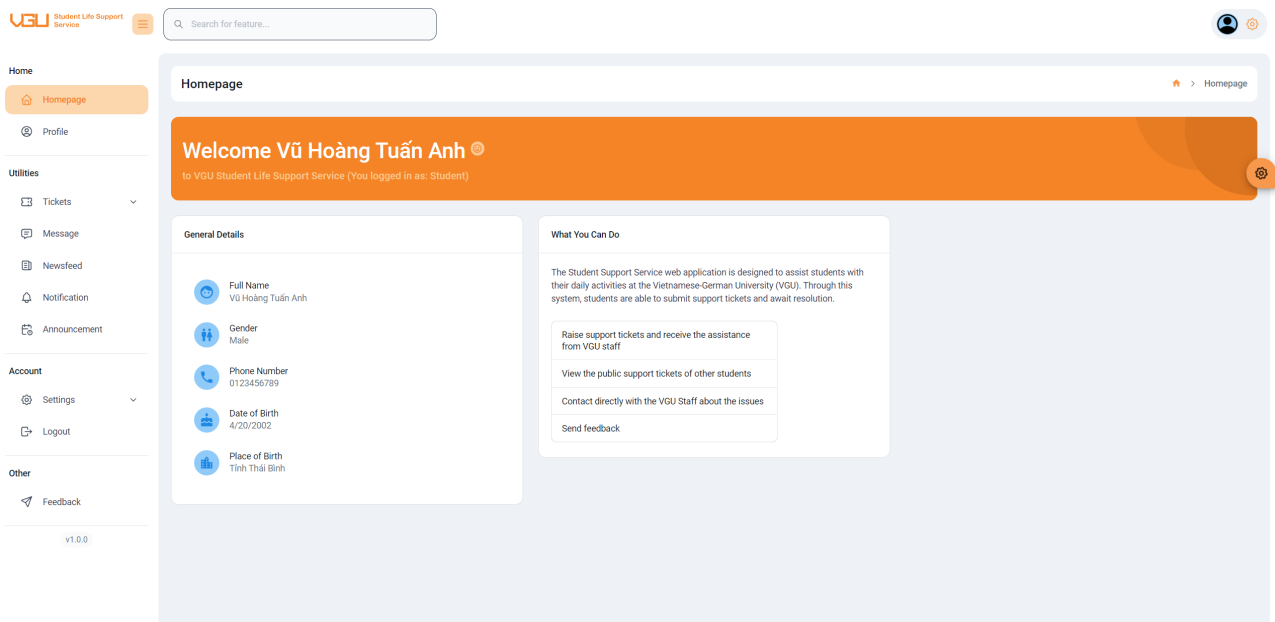 VGU
Student Life Support
Service
Search for feature...
Home
Homepage
Profile
Utilities
Tickets
Message
Newsfeed
Notification
Announcement
Account
Settings
Logout
Other
Feedback
v1.0.0
Homepage
Homepage
Welcome Vũ Hoàng Tuấn Anh
to VGU Student Life Support Service (You logged in as: Student)
General Details
Full Name
Vũ Hoàng Tuấn Anh
Gender
Male
Phone Number
0123456789
Date of Birth
4/20/2002
Place of Birth
Tỉnh Thái Bình
What You Can Do
The Student Support Service web application is designed to assist students with
their daily activities at the Vietnamese-German University (VGU). Through this
system, students are able to submit support tickets and await resolution.
Raise support tickets and receive the assistance
from VGU staff
View the public support tickets of other students
Contact directly with the VGU Staff about the issues
Send feedback